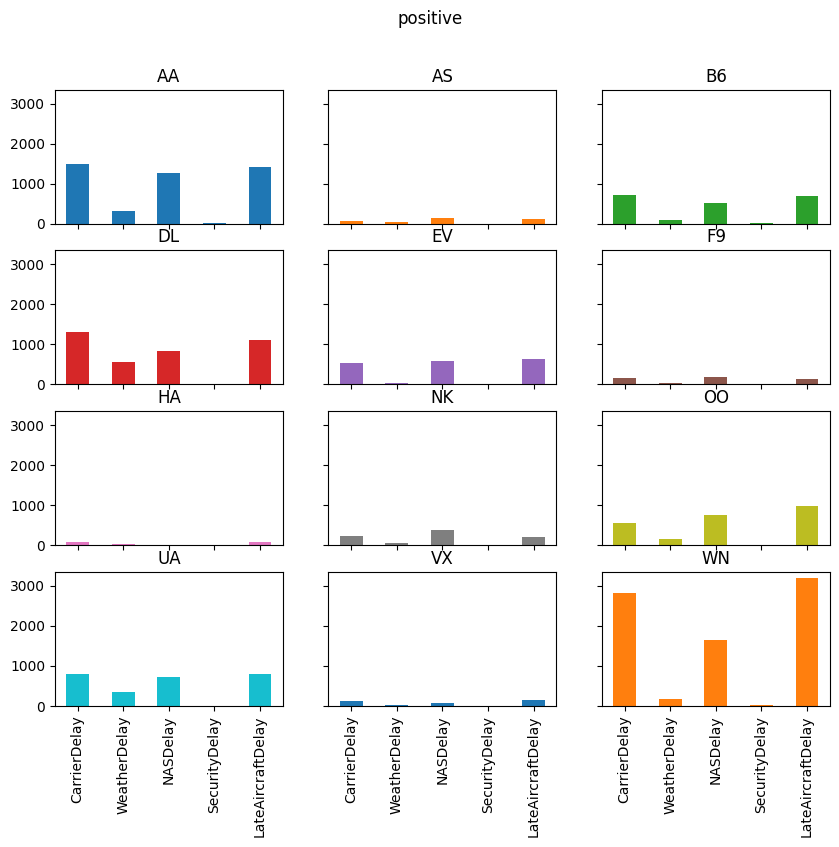 positive
AA AS B6
3000
2000
1000
0
DL EV F9
3000
2000
1000
0
HA NK OO
3000
2000
1000
0
UA VX WN
3000
2000
1000
0
CarrierDelay
WeatherDelay
NASDelay
SecurityDelay
LateAircraftDelay
CarrierDelay
WeatherDelay
NASDelay
SecurityDelay
LateAircraftDelay
CarrierDelay
WeatherDelay
NASDelay
SecurityDelay
LateAircraftDelay